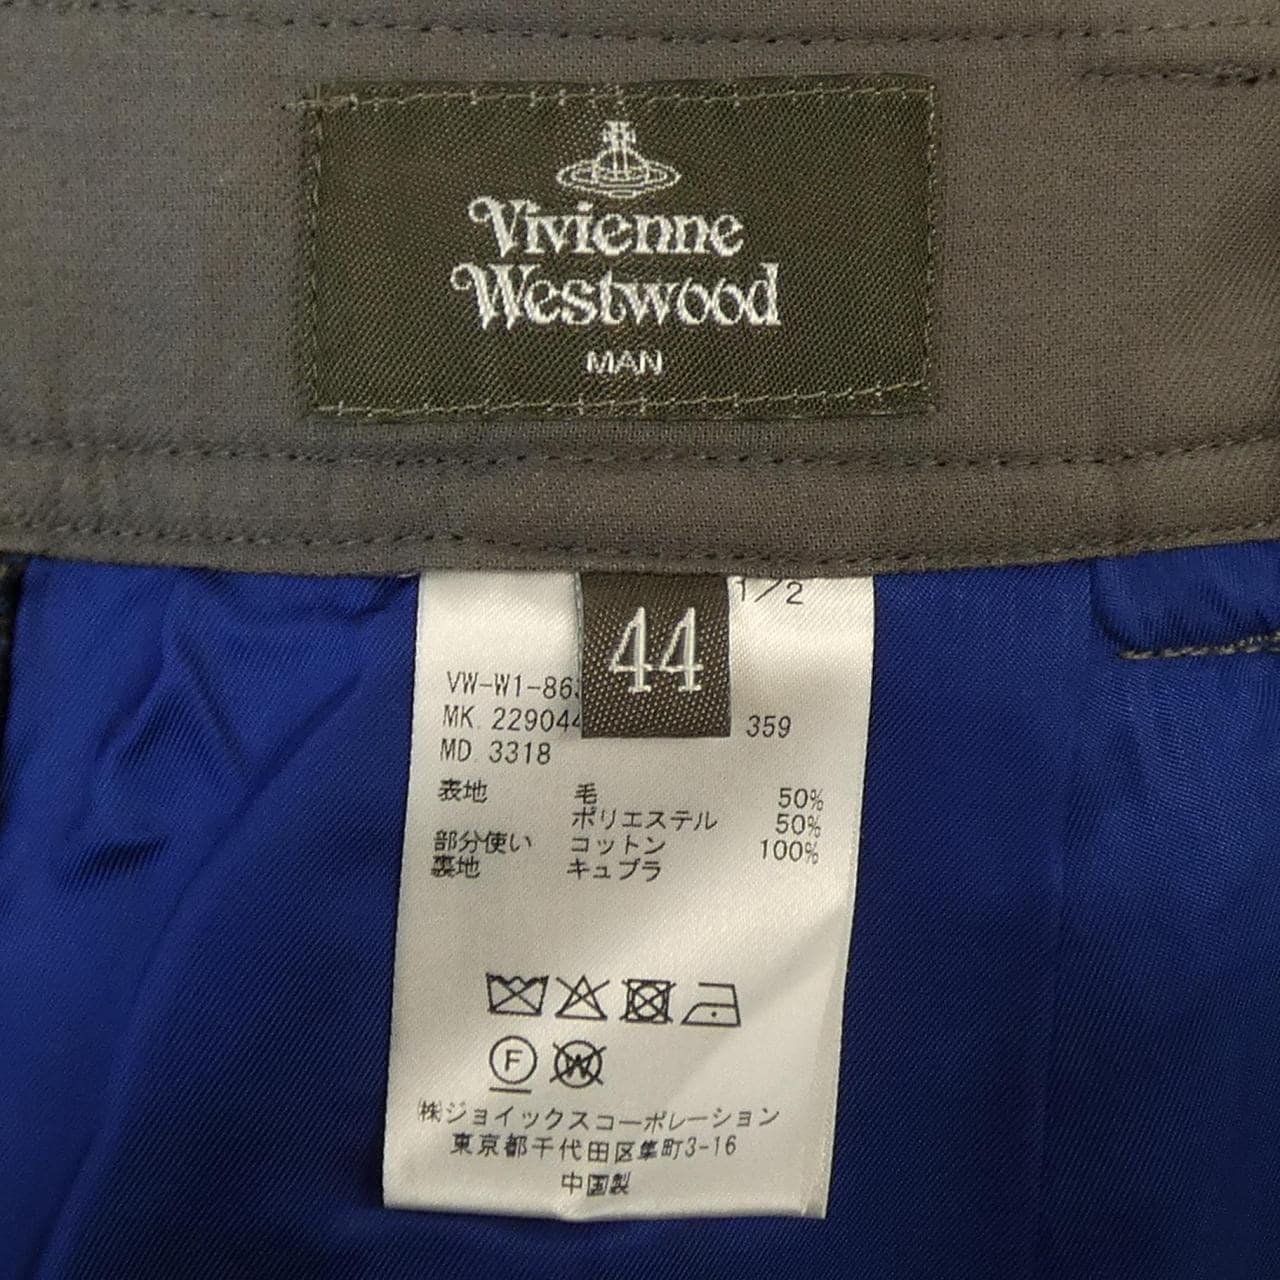 Vivienne
Westwood
MAN
44
1/2
VW-W1-863
MK. 229044 359
MD. 3318
表地 毛 50%
ポリエステル 50%
部分使い コットン 100%
裏地 キュプラ
F
W
㈱ジョイックスコーポレーション
東京都千代田区隼町3-16
中国製